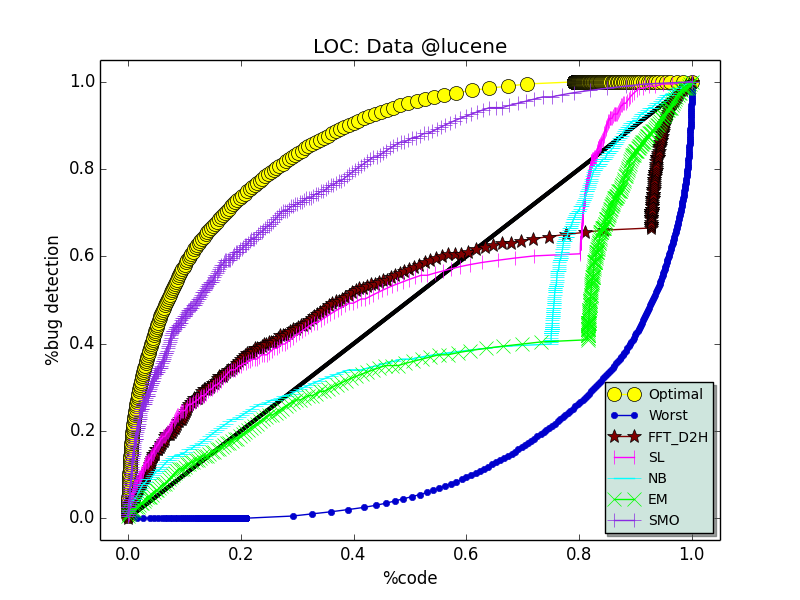 LOC: Data @lucene
1.0
0.8
0.6
0.4
0.2
0.0
%bug detection
0.0 0.2 0.4 0.6 0.8 1.0
%code
Optimal
Worst
FFT_D2H
SL
NB
EM
SMO